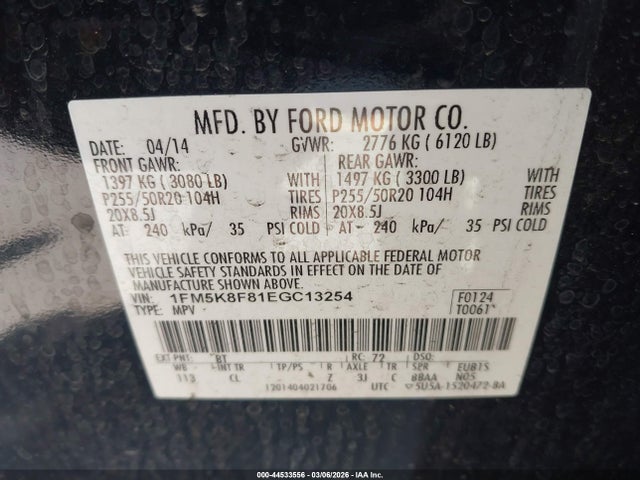 MFD. BY FORD MOTOR CO.
DATE: 04/14 GVWR: 2776 KG ( 6120 LB)
FRONT GAWR: REAR GAWR:
1397 KG ( 3080 LB) WITH 1497 KG ( 3300 LB) WITH
P255/50R20 104H TIRES P255/50R20 104H TIRES
20X8.5J RIMS 20X8.5J RIMS
AT 240 kPa/ 35 PSI COLD AT 240 kPa/ 35 PSI COLD
THIS VEHICLE CONFORMS TO ALL APPLICABLE FEDERAL MOTOR
VEHICLE SAFETY STANDARDS IN EFFECT ON THE DATE OF
MANUFACTURE SHOWN ABOVE.
VIN: 1FM5K8F81EGC13254 F0124
TYPE: MPV T0061
EXT PNT: BT RC: 72 DSO:
WB INT TR TP/PS R AXLE TR SPR EUB15
113 CL Z 3J C BBAA N05
1201404021706 UTC 5U5A-1520472-BA
000-44533556 | 03/06/2026 | IAA Inc.